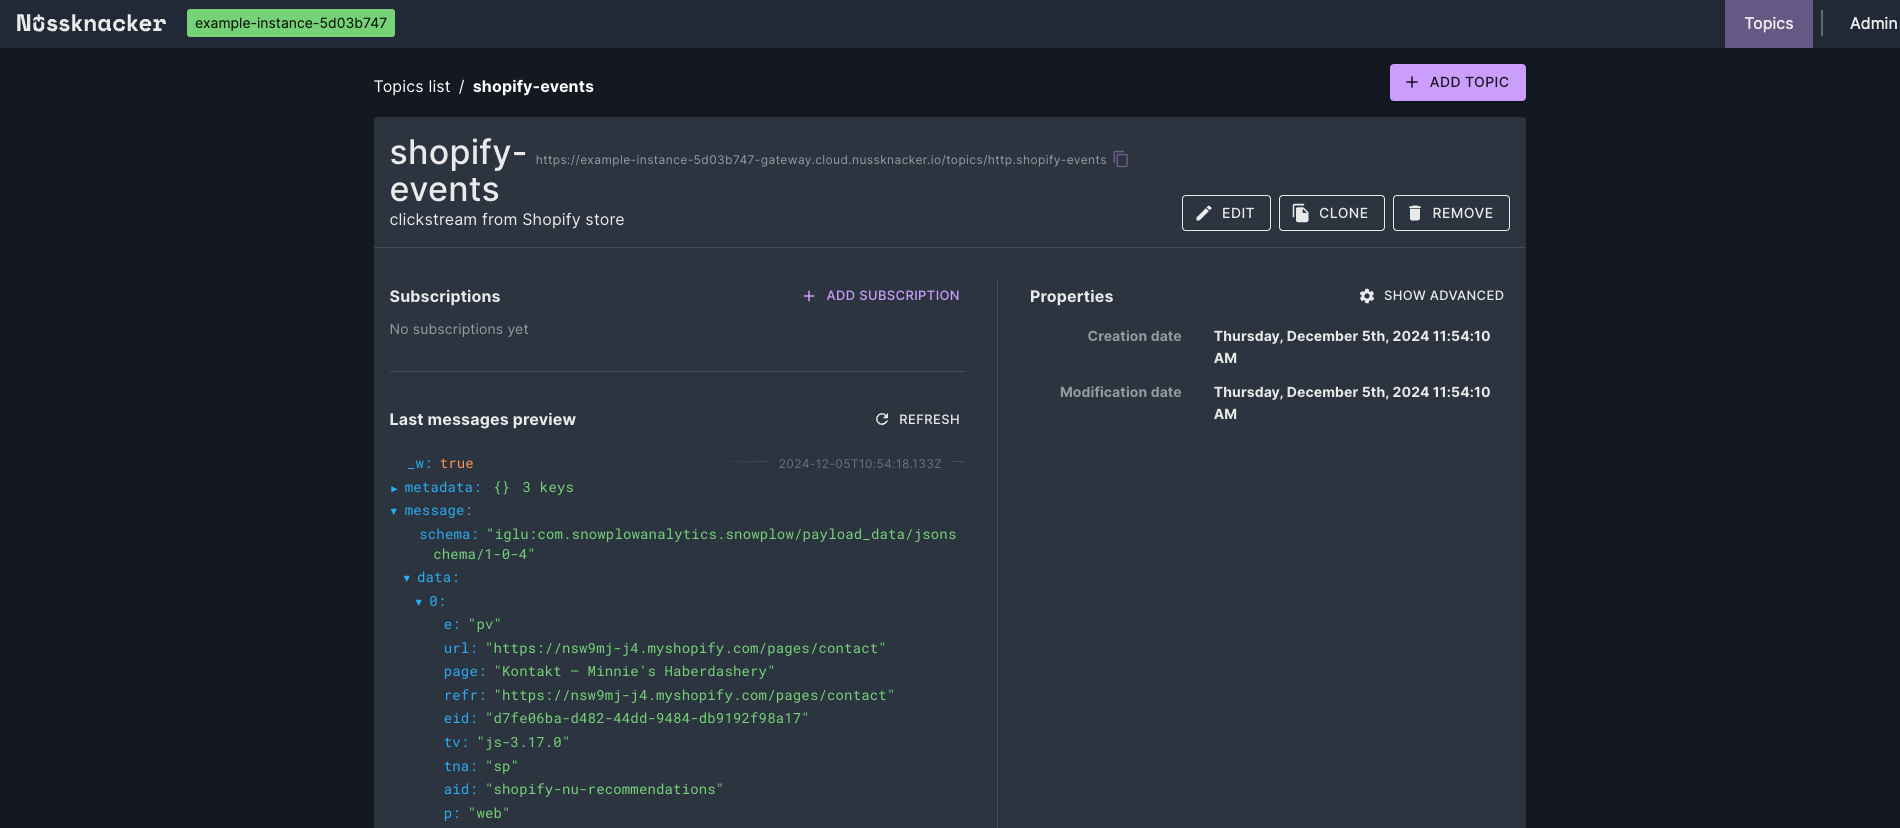 Nussknacker example-instance-5d03b747 Topics Admin
Topics list / shopify-events + ADD TOPIC
shopify-
events
https://example-instance-5d03b747-gateway.cloud.nussknacker.io/topics/http.shopify-events
clickstream from Shopify store
EDIT CLONE REMOVE
Subscriptions + ADD SUBSCRIPTION
No subscriptions yet
Last messages preview REFRESH
_w: true 2024-12-05T10:54:18.133Z
metadata: {} 3 keys
message:
schema: "iglu:com.snowplowanalytics.snowplow/payload_data/jsons
chema/1-0-4"
data:
0:
e: "pv"
url: "https://nsw9mj-j4.myshopify.com/pages/contact"
page: "Kontakt – Minnie's Haberdashery"
refr: "https://nsw9mj-j4.myshopify.com/pages/contact"
eid: "d7fe06ba-d482-44dd-9484-db9192f98a17"
tv: "js-3.17.0"
tna: "sp"
aid: "shopify-nu-recommendations"
p: "web"
Properties SHOW ADVANCED
Creation date Thursday, December 5th, 2024 11:54:10
AM
Modification date Thursday, December 5th, 2024 11:54:10
AM